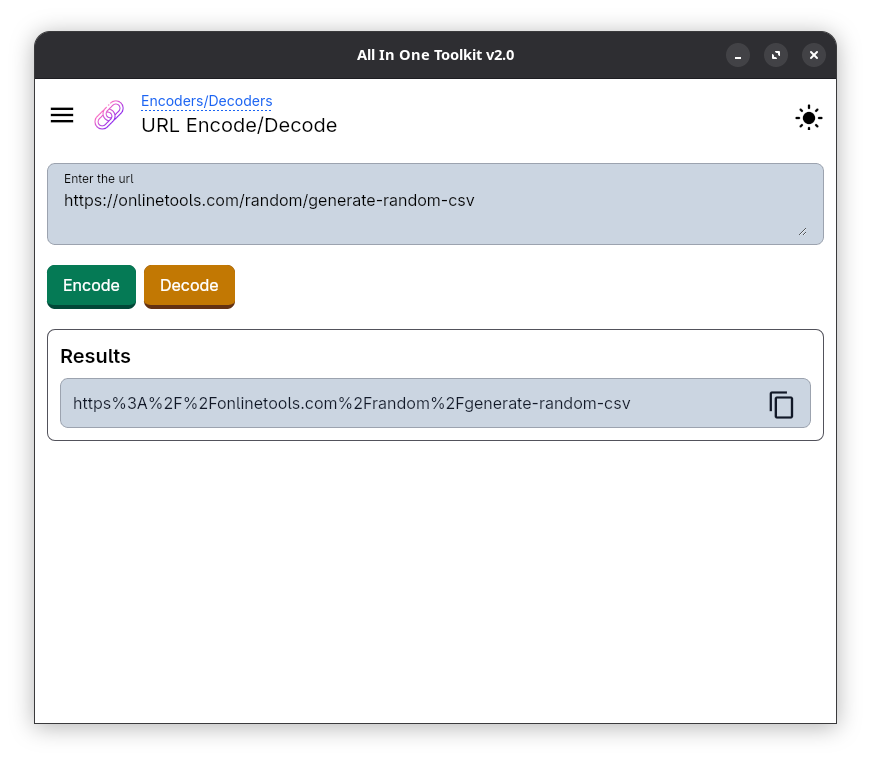 All In One Toolkit v2.0
Encoders/Decoders
URL Encode/Decode
Enter the url
https://onlinetools.com/random/generate-random-csv
Encode Decode
Results
https%3A%2F%2Fonlinetools.com%2Frandom%2Fgenerate-random-csv